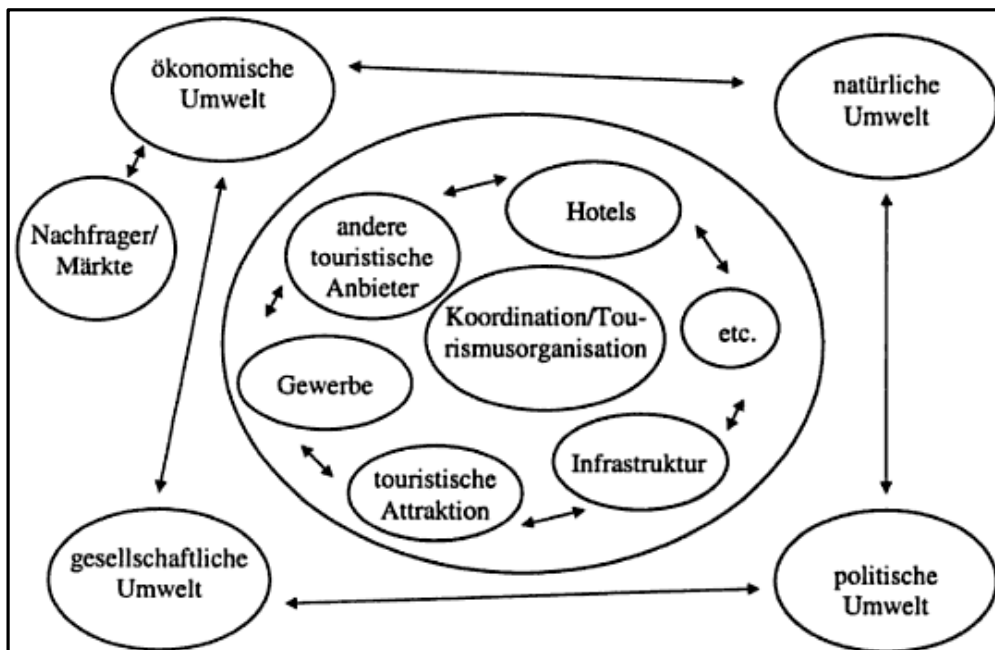 ökonomische
Umwelt
natürliche
Umwelt
Nachfrager/
Märkte
andere
touristische
Anbieter
Hotels
Koordination/Tou-
rismusorganisation
etc.
Gewerbe
Infrastruktur
touristische
Attraktion
gesellschaftliche
Umwelt
politische
Umwelt